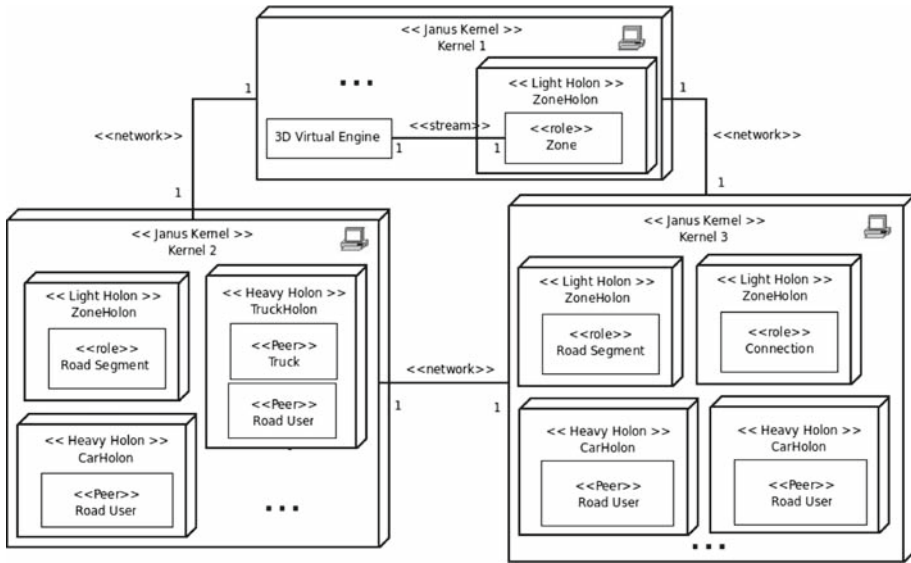 << Janus Kernel >>
Kernel 1
...
<< Light Holon >>
ZoneHolon
<<role>>
Zone
3D Virtual Engine
<<stream>>
1
1
1
1
<<network>>
<<network>>
1
1
<< Janus Kernel >>
Kernel 2
<< Light Holon >>
ZoneHolon
<<role>>
Road Segment
<< Heavy Holon >>
TruckHolon
<<Peer>>
Truck
<<Peer>>
Road User
<< Heavy Holon >>
CarHolon
<<Peer>>
Road User
...
<<network>>
1
1
<< Janus Kernel >>
Kernel 3
<< Light Holon >>
ZoneHolon
<<role>>
Road Segment
<< Light Holon >>
ZoneHolon
<<role>>
Connection
<< Heavy Holon >>
CarHolon
<<Peer>>
Road User
<< Heavy Holon >>
CarHolon
<<Peer>>
Road User
...